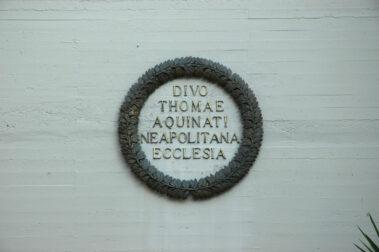 DIVO
THOMAE
AQUINATI
NEAPOLITANA
ECCLESIA